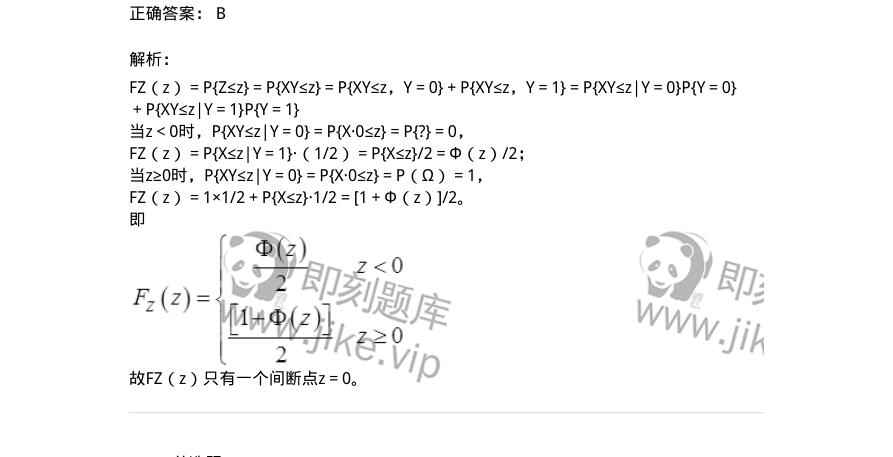 正确答案： B
解析：
FZ（z）= P{Z≤z} = P{XY≤z} = P{XY≤z，Y = 0} + P{XY≤z，Y = 1} = P{XY≤z|Y = 0}P{Y = 0}
+ P{XY≤z|Y = 1}P{Y = 1}
当z < 0时，P{XY≤z|Y = 0} = P{X·0≤z} = P{?} = 0，
FZ（z）= P{X≤z|Y = 1}·（1/2）= P{X≤z}/2 = Φ（z）/2；
当z≥0时，P{XY≤z|Y = 0} = P{X·0≤z} = P（Ω）= 1，
FZ（z）= 1×1/2 + P{X≤z}·1/2 = [1 + Φ（z）]/2。
即
Φ(z)
2
z < 0
F_Z(z) =
[1-Φ(z)]
2
z ≥ 0
即刻题库
www.jike.vip
即刻
www.jik
故FZ（z）只有一个间断点z = 0。